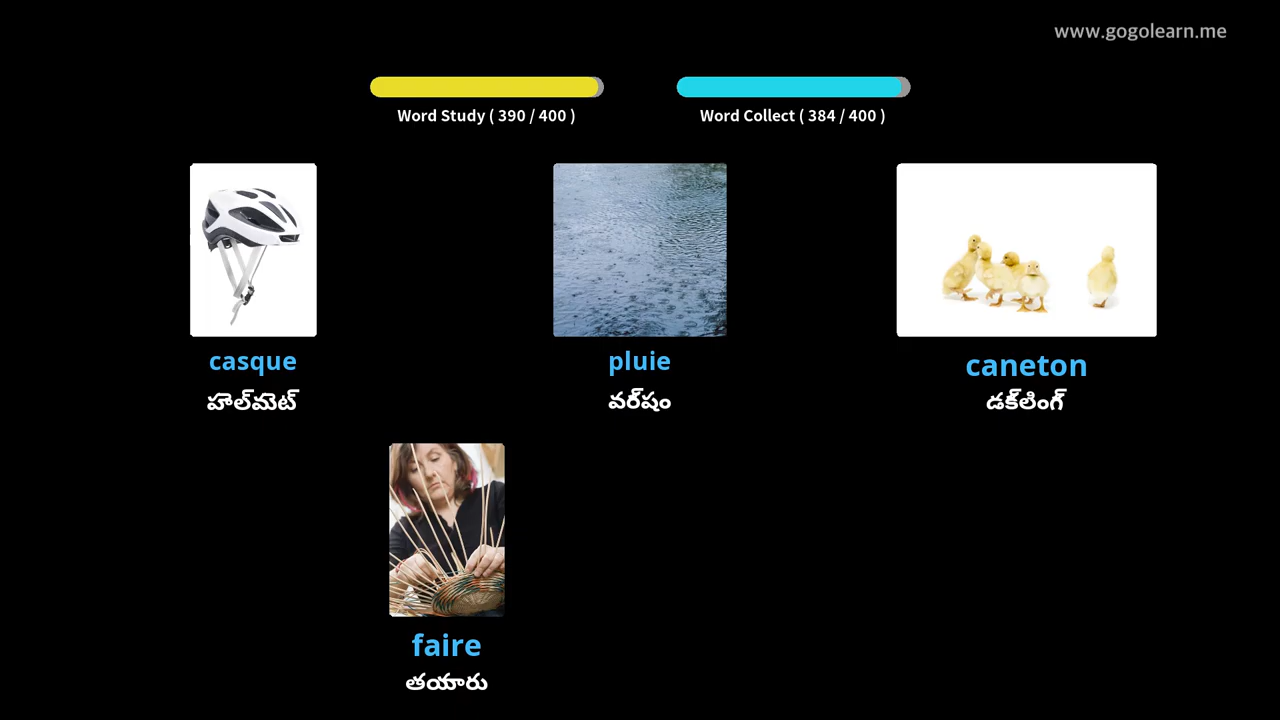 www.gogolearn.me
Word Study ( 390 / 400 )
Word Collect ( 384 / 400 )
casque
హెల్‌మెట్
pluie
వర్‌షం
caneton
డక్‌లింగ్
faire
తయారు